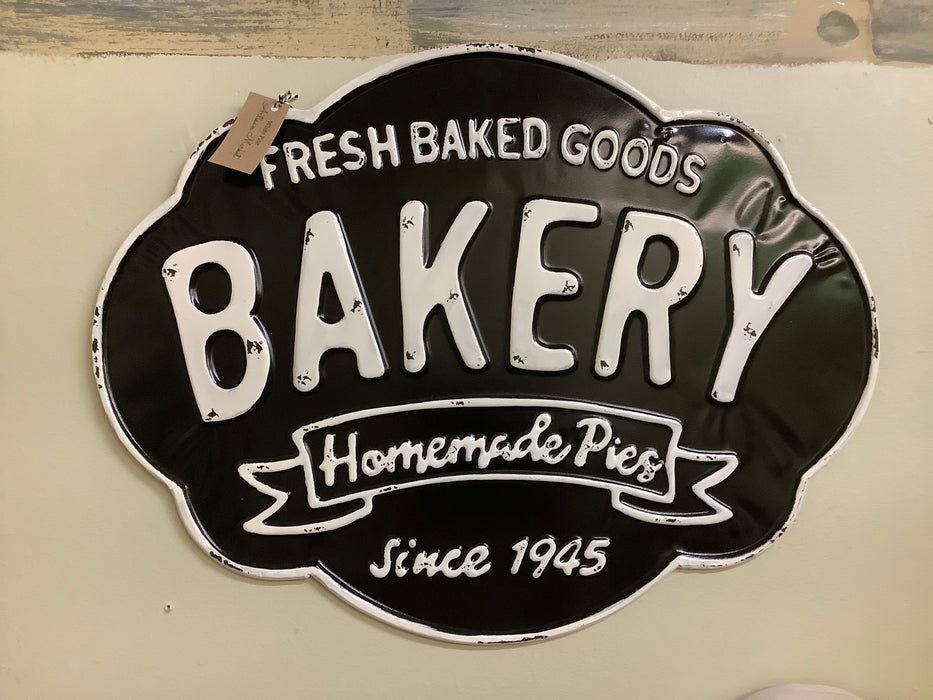 FRESH BAKED GOODS
BAKERY
Homemade Pies
Since 1945